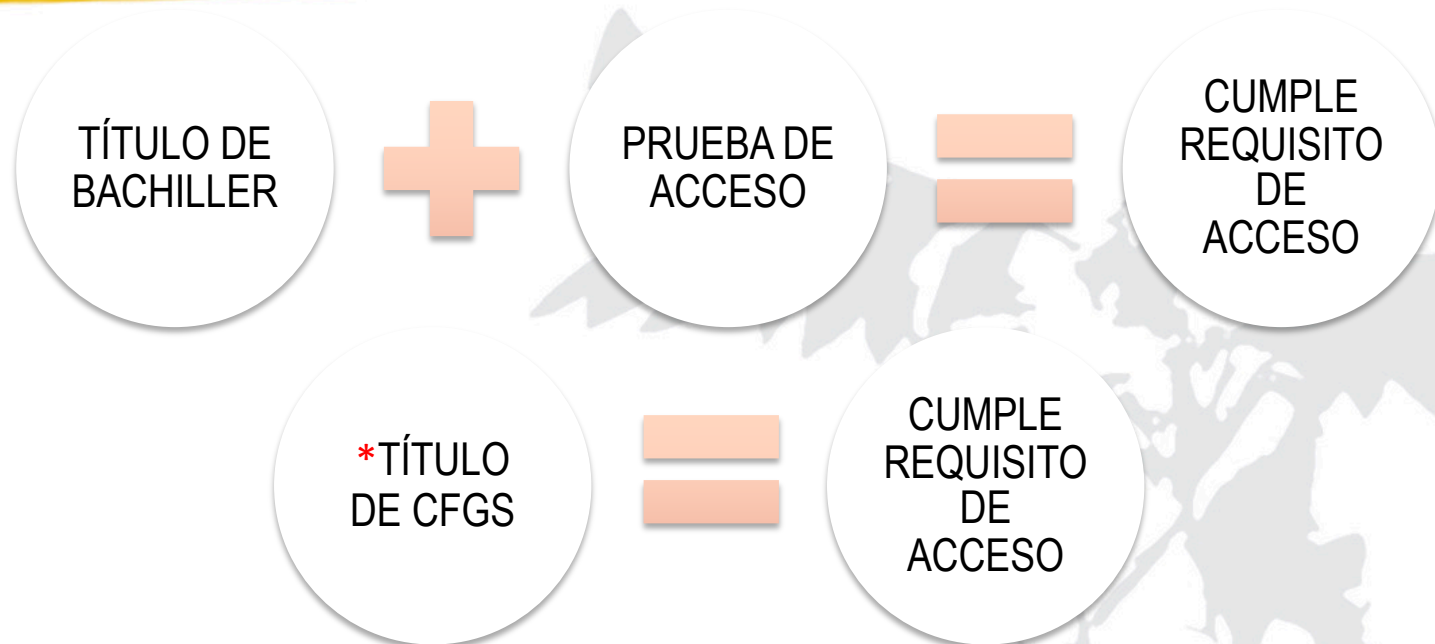 TÍTULO DE
BACHILLER
PRUEBA DE
ACCESO
CUMPLE
REQUISITO
DE
ACCESO
*TÍTULO
DE CFGS
CUMPLE
REQUISITO
DE
ACCESO